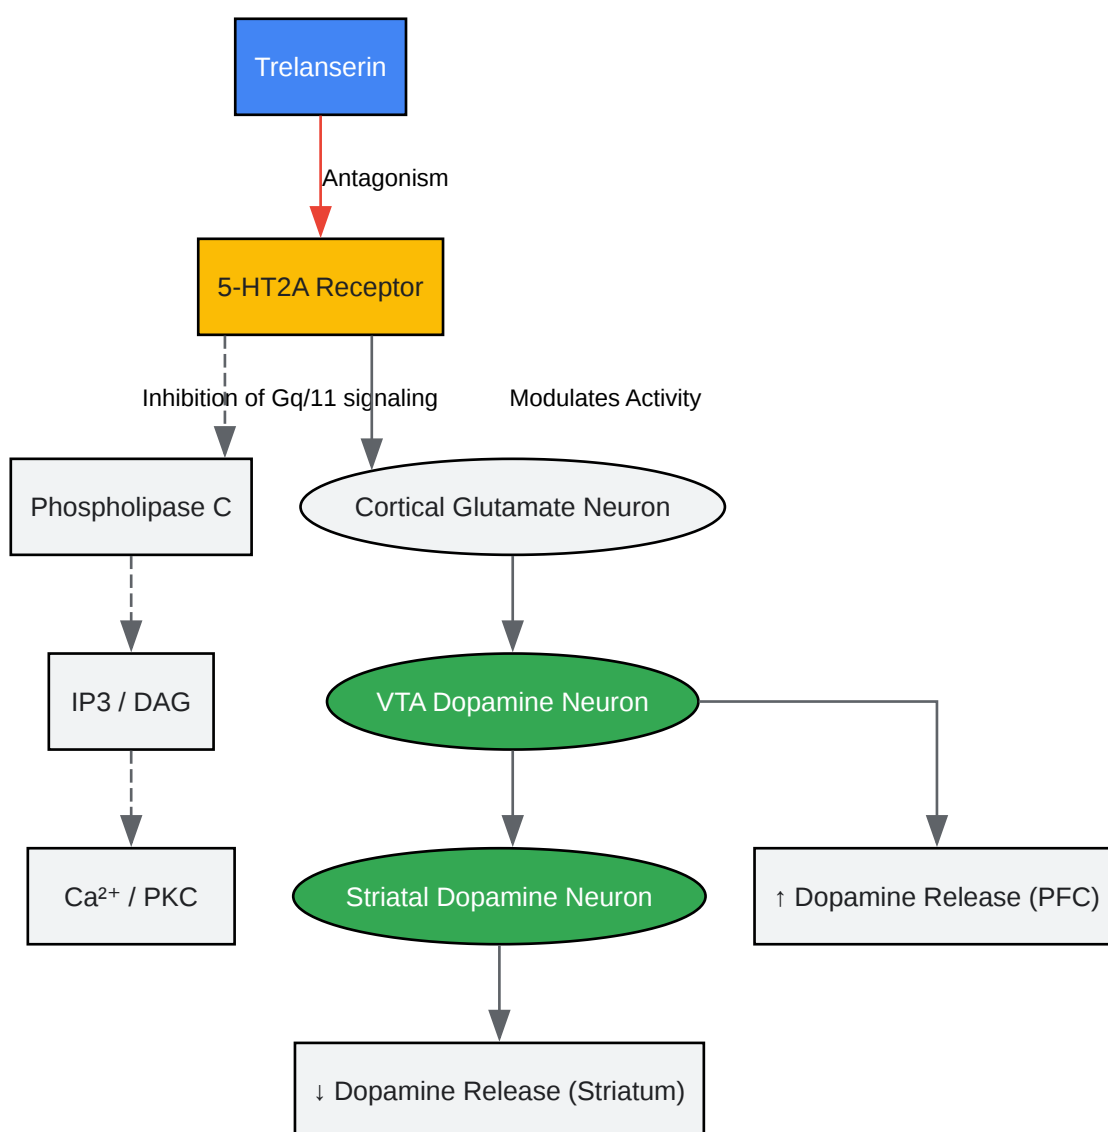 Trelanserin
Antagonism
5-HT2A Receptor
Inhibition of Gq/11 signaling
Modulates Activity
Phospholipase C
Cortical Glutamate Neuron
IP3 / DAG
VTA Dopamine Neuron
Ca²⁺ / PKC
Striatal Dopamine Neuron
↑ Dopamine Release (PFC)
↓ Dopamine Release (Striatum)